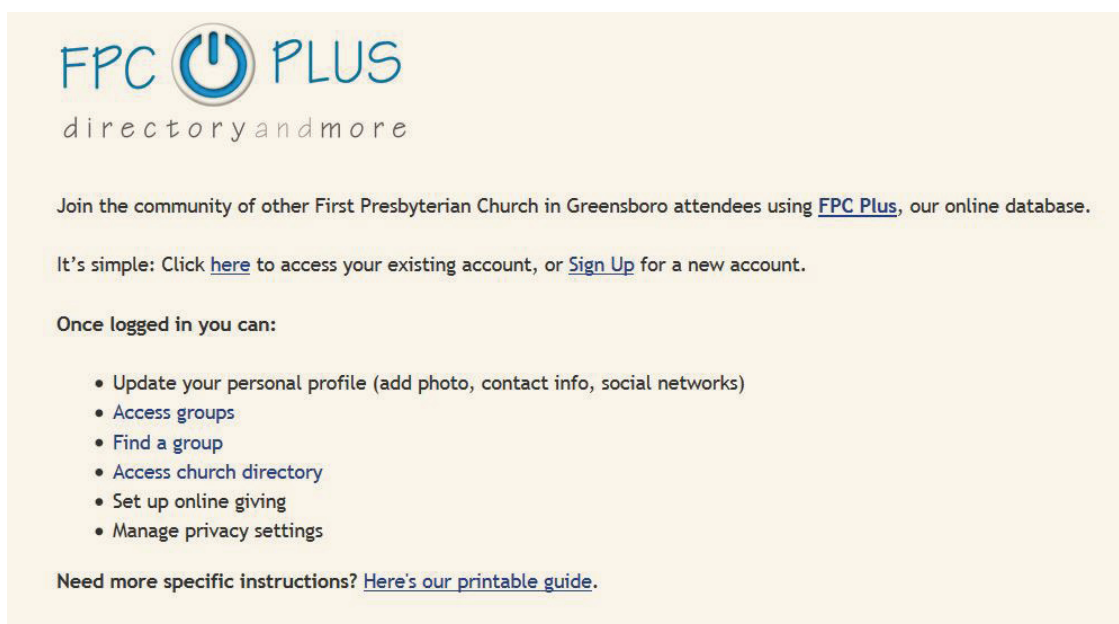 FPC PLUS
directoryandmore
Join the community of other First Presbyterian Church in Greensboro attendees using FPC Plus, our online database.
It’s simple: Click here to access your existing account, or Sign Up for a new account.
Once logged in you can:
• Update your personal profile (add photo, contact info, social networks)
• Access groups
• Find a group
• Access church directory
• Set up online giving
• Manage privacy settings
Need more specific instructions? Here's our printable guide.